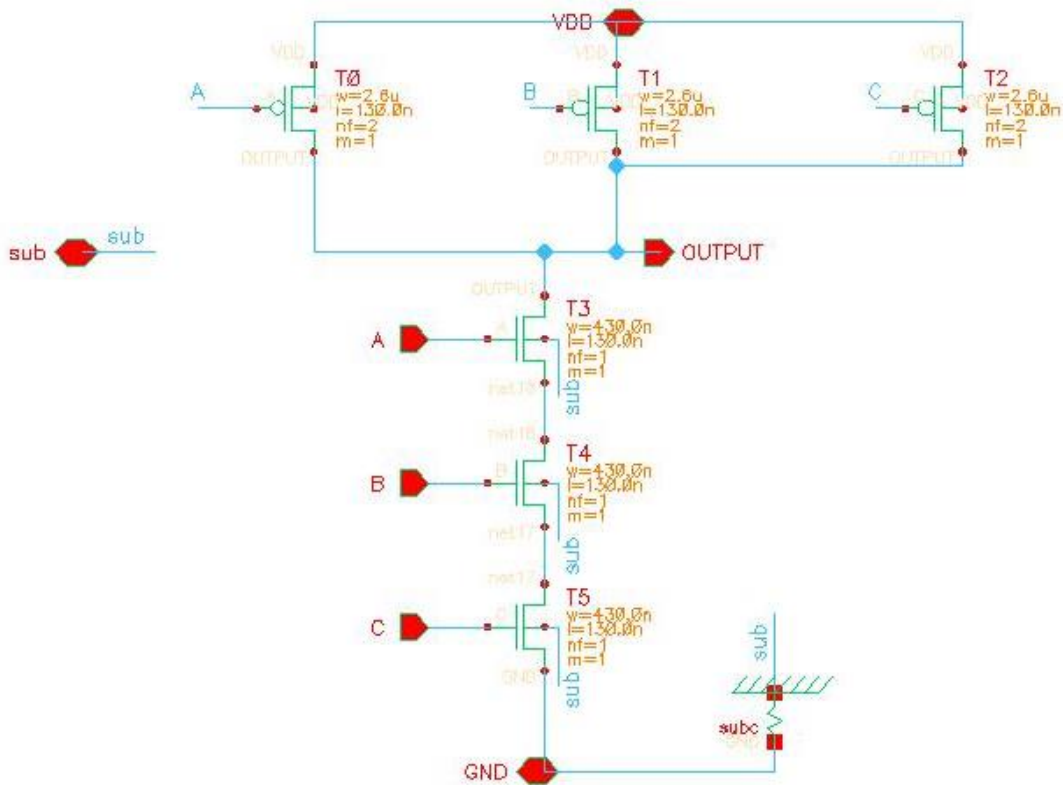 VDD
VDD
VDD
VDD
T0
T1
T2
A
B
C
w=2.6u
w=2.6u
w=2.6u
l=130.0n
l=130.0n
l=130.0n
nf=2
nf=2
nf=2
m=1
m=1
m=1
OUTPUT
OUTPUT
OUTPUT
sub
sub
OUTPUT
OUTPUT
T3
A
w=430.0n
l=130.0n
nf=1
m=1
sub
net18
T4
B
B
w=430.0n
l=130.0n
nf=1
m=1
net17
sub
net17
T5
C
w=430.0n
l=130.0n
nf=1
m=1
GND
sub
sub
subc
GND
GND